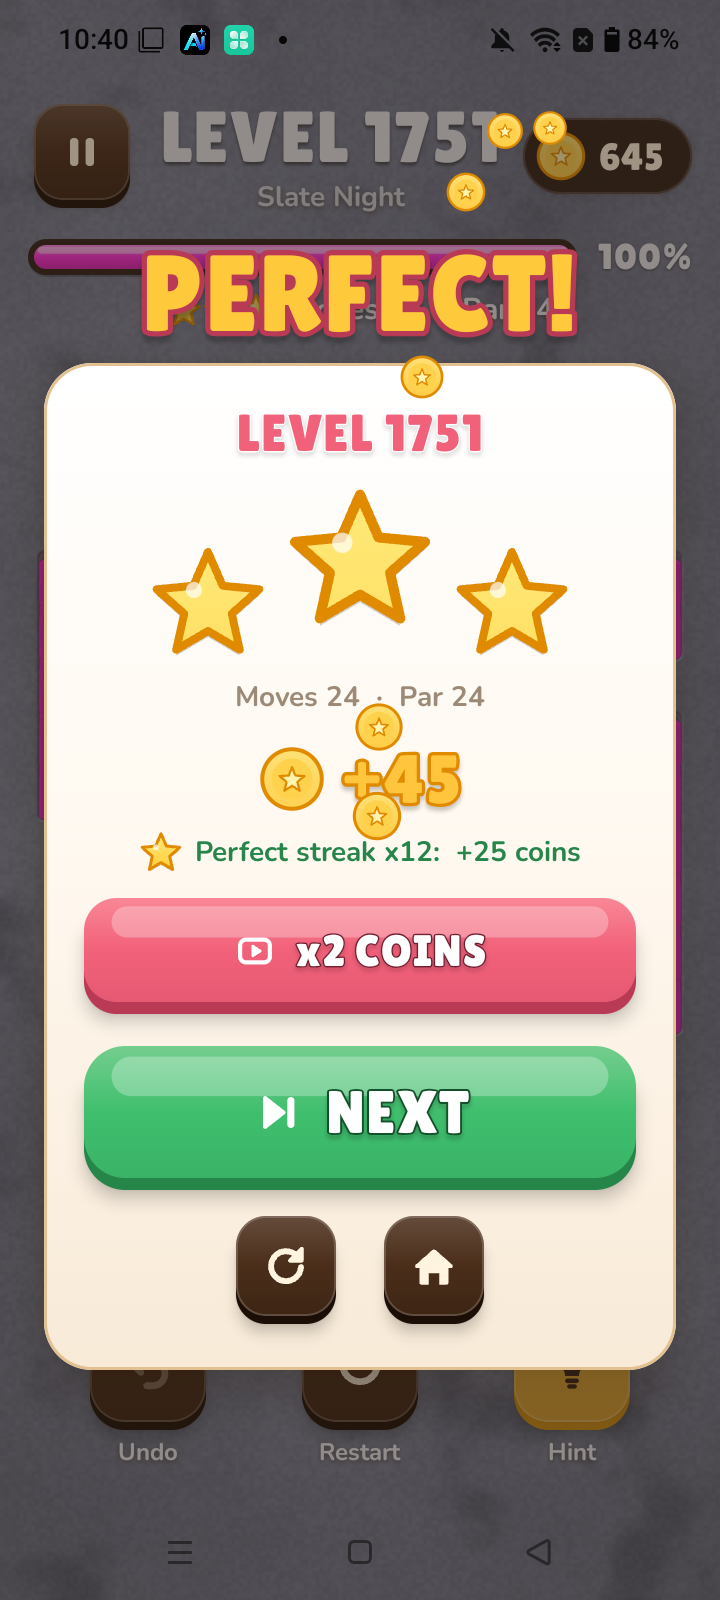 10:40
84%
LEVEL 1751
645
Slate Night
100%
PERFECT!
LEVEL 1751
Moves 24 · Par 24
+45
Perfect streak x12: +25 coins
x2 COINS
NEXT
Undo
Restart
Hint